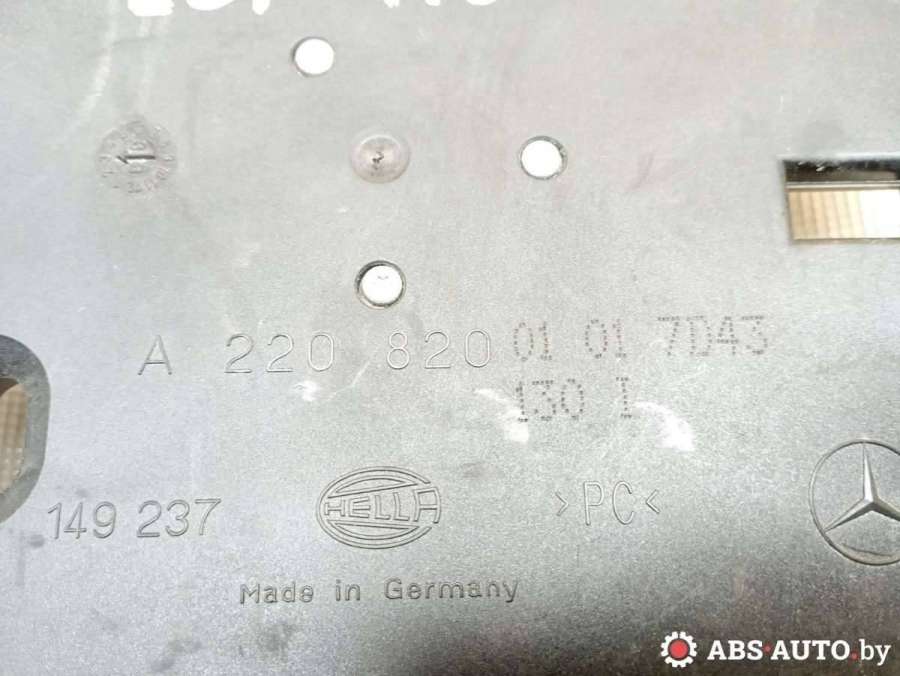 A 220 820 01 01 7D43
130 I
149 237 HELLA >PC<
Made in Germany
ABS-AUTO.by